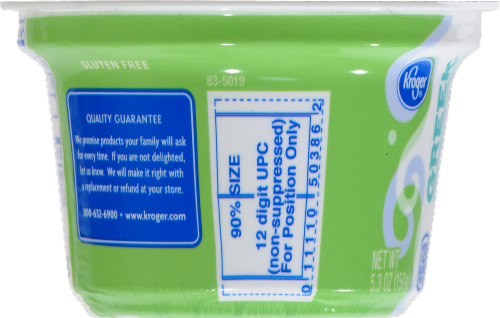 GLUTEN FREE
83-5019
QUALITY GUARANTEE
We promise products your family will ask
for every time. If you are not delighted,
let us know. We will make it right with
a replacement or refund at your store.
800-632-6900 • www.kroger.com
90% SIZE
12 digit UPC
(non-suppressed)
For Position Only
0 11110 50386 2
Kroger
GREEK
NET WT
5.3 OZ (150g)